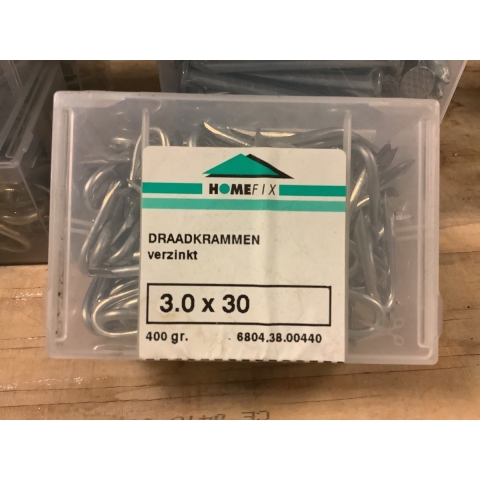 HOMEFIX
DRAADKRAMMEN
verzinkt
3.0 x 30
400 gr. 6804.38.00440